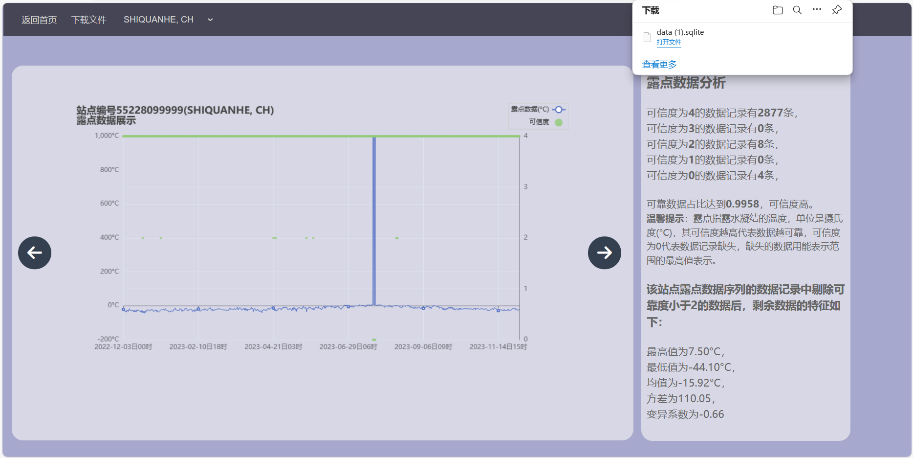 返回首页 下载文件 SHIQUANHE, CH
下载
data (1).sqlite
打开文件
查看更多
站点编号55228099999(SHIQUANHE, CH)
露点数据展示
露点数据(°C)
可信度
1,000°C
800°C
600°C
400°C
200°C
0°C
-200°C
4
3
2
1
0
2022-12-03日00时 2023-02-10日18时 2023-04-21日03时 2023-06-29日06时 2023-09-06日09时 2023-11-14日15时
露点数据分析
可信度为4的数据记录有2877条，
可信度为3的数据记录有0条，
可信度为2的数据记录有8条，
可信度为1的数据记录有0条，
可信度为0的数据记录有4条，
可靠数据占比达到0.9958，可信度高。
温馨提示：露点指露水凝结的温度，单位是摄氏
度(°C)，其可信度越高代表数据越可靠，可信度
为0代表数据记录缺失，缺失的数据用能表示范
围的最高值表示。
该站点露点数据序列的数据记录中剔除可
靠度小于2的数据后，剩余数据的特征如
下：
最高值为7.50°C，
最低值为-44.10°C，
均值为-15.92°C，
方差为110.05，
变异系数为-0.66